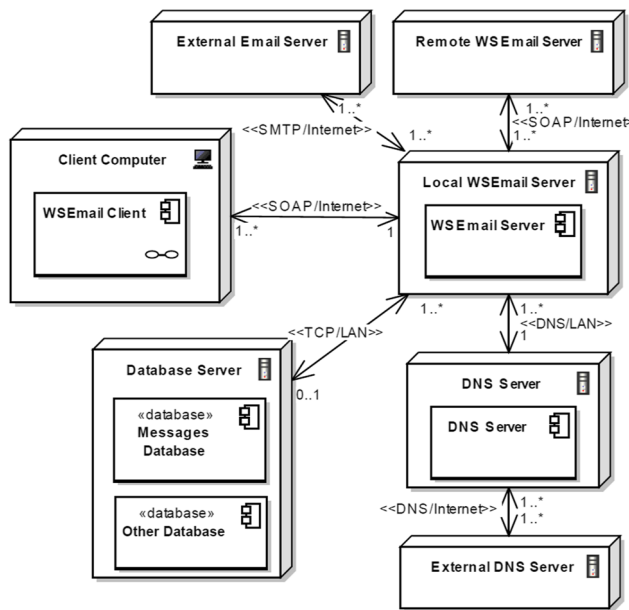 External Email Server
Remote WSEmail Server
1..*
1..*
<<SMTP/Internet>>
1..*
<<SOAP/Internet>
1..*
Client Computer
Local WSEmail Server
WSEmail Client
<<SOAP/Internet>>
WSEmail Server
1..*
1
1..*
1..*
<<TCP/LAN>>
<<DNS/LAN>>
1
Database Server
DNS Server
0..1
«database»
Messages
Database
DNS Server
«database»
Other Database
<<DNS/Internet>>
1..*
1..*
External DNS Server